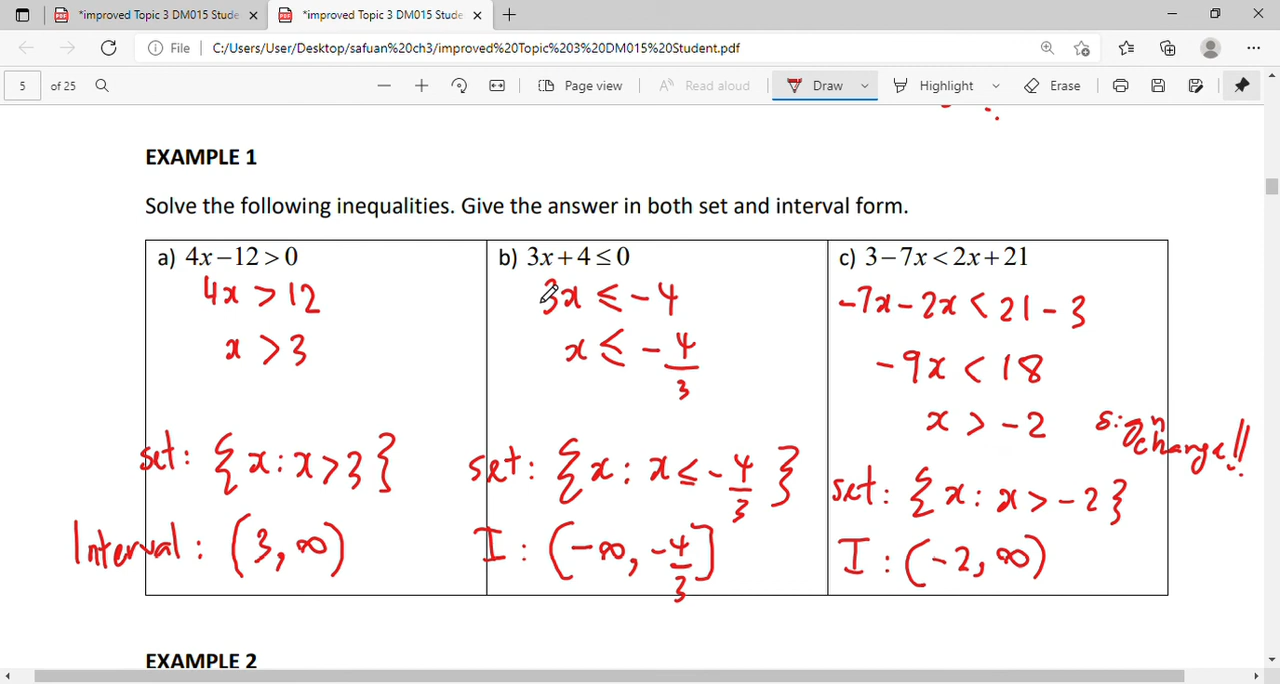 *improved Topic 3 DM015 Stude
*improved Topic 3 DM015 Stude
File C:/Users/User/Desktop/safuan%20ch3/improved%20Topic%203%20DM015%20Student.pdf
5 of 25 Page view Read aloud Draw Highlight Erase
EXAMPLE 1
Solve the following inequalities. Give the answer in both set and interval form.
a) 4x − 12 > 0
4x > 12
x > 3
set: {x : x > 3}
Interval : (3, ∞)
b) 3x + 4 ≤ 0
3x ≤ −4
x ≤ −4/3
set: {x : x ≤ −4/3}
I : (−∞, −4/3]
c) 3 − 7x < 2x + 21
−7x − 2x < 21 − 3
−9x < 18
x > −2
sign change!!
set: {x : x > −2}
I : (−2, ∞)
EXAMPLE 2